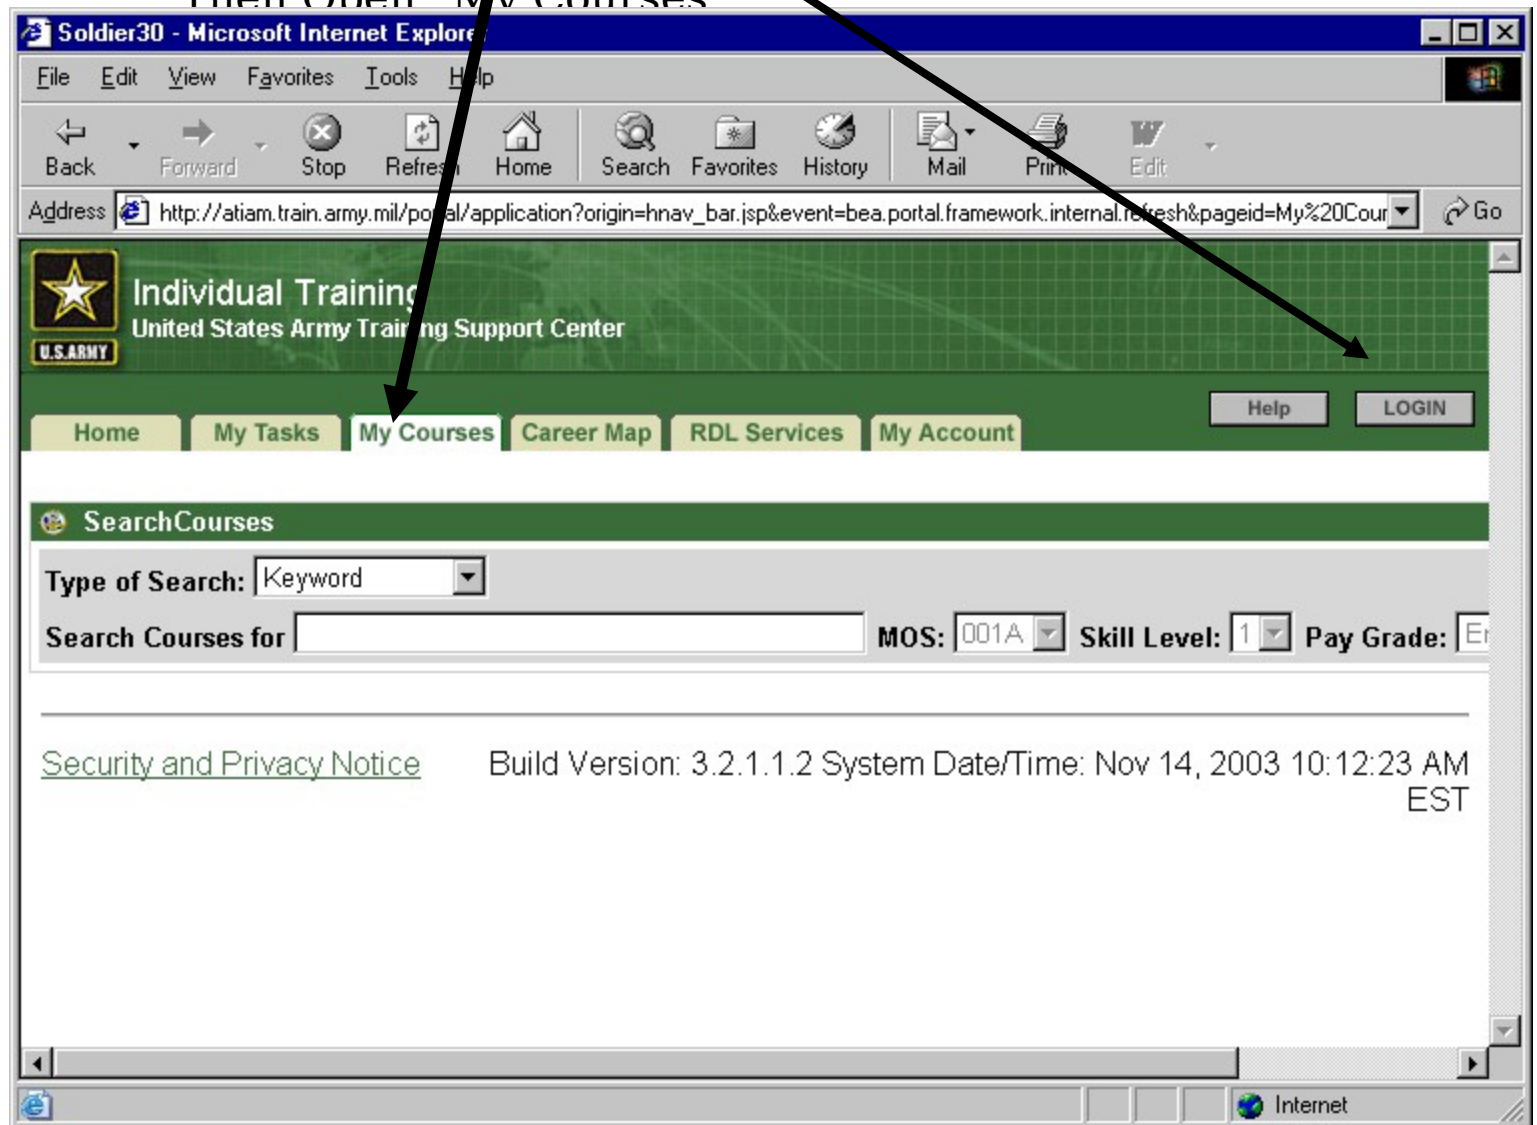 Then Open "My Courses"
Soldier30 - Microsoft Internet Explorer
File Edit View Favorites Tools Help
Back Forward Stop Refresh Home Search Favorites History Mail Print Edit
Address http://atiam.train.army.mil/portal/application?origin=hnav_bar.jsp&event=bea.portal.framework.internal.refresh&pageid=My%20Cour Go
Individual Training
United States Army Training Support Center
U.S.ARMY
Help LOGIN
Home My Tasks My Courses Career Map RDL Services My Account
SearchCourses
Type of Search: Keyword
Search Courses for MOS: 001A Skill Level: 1 Pay Grade:
Security and Privacy Notice Build Version: 3.2.1.1.2 System Date/Time: Nov 14, 2003 10:12:23 AM
EST
Internet